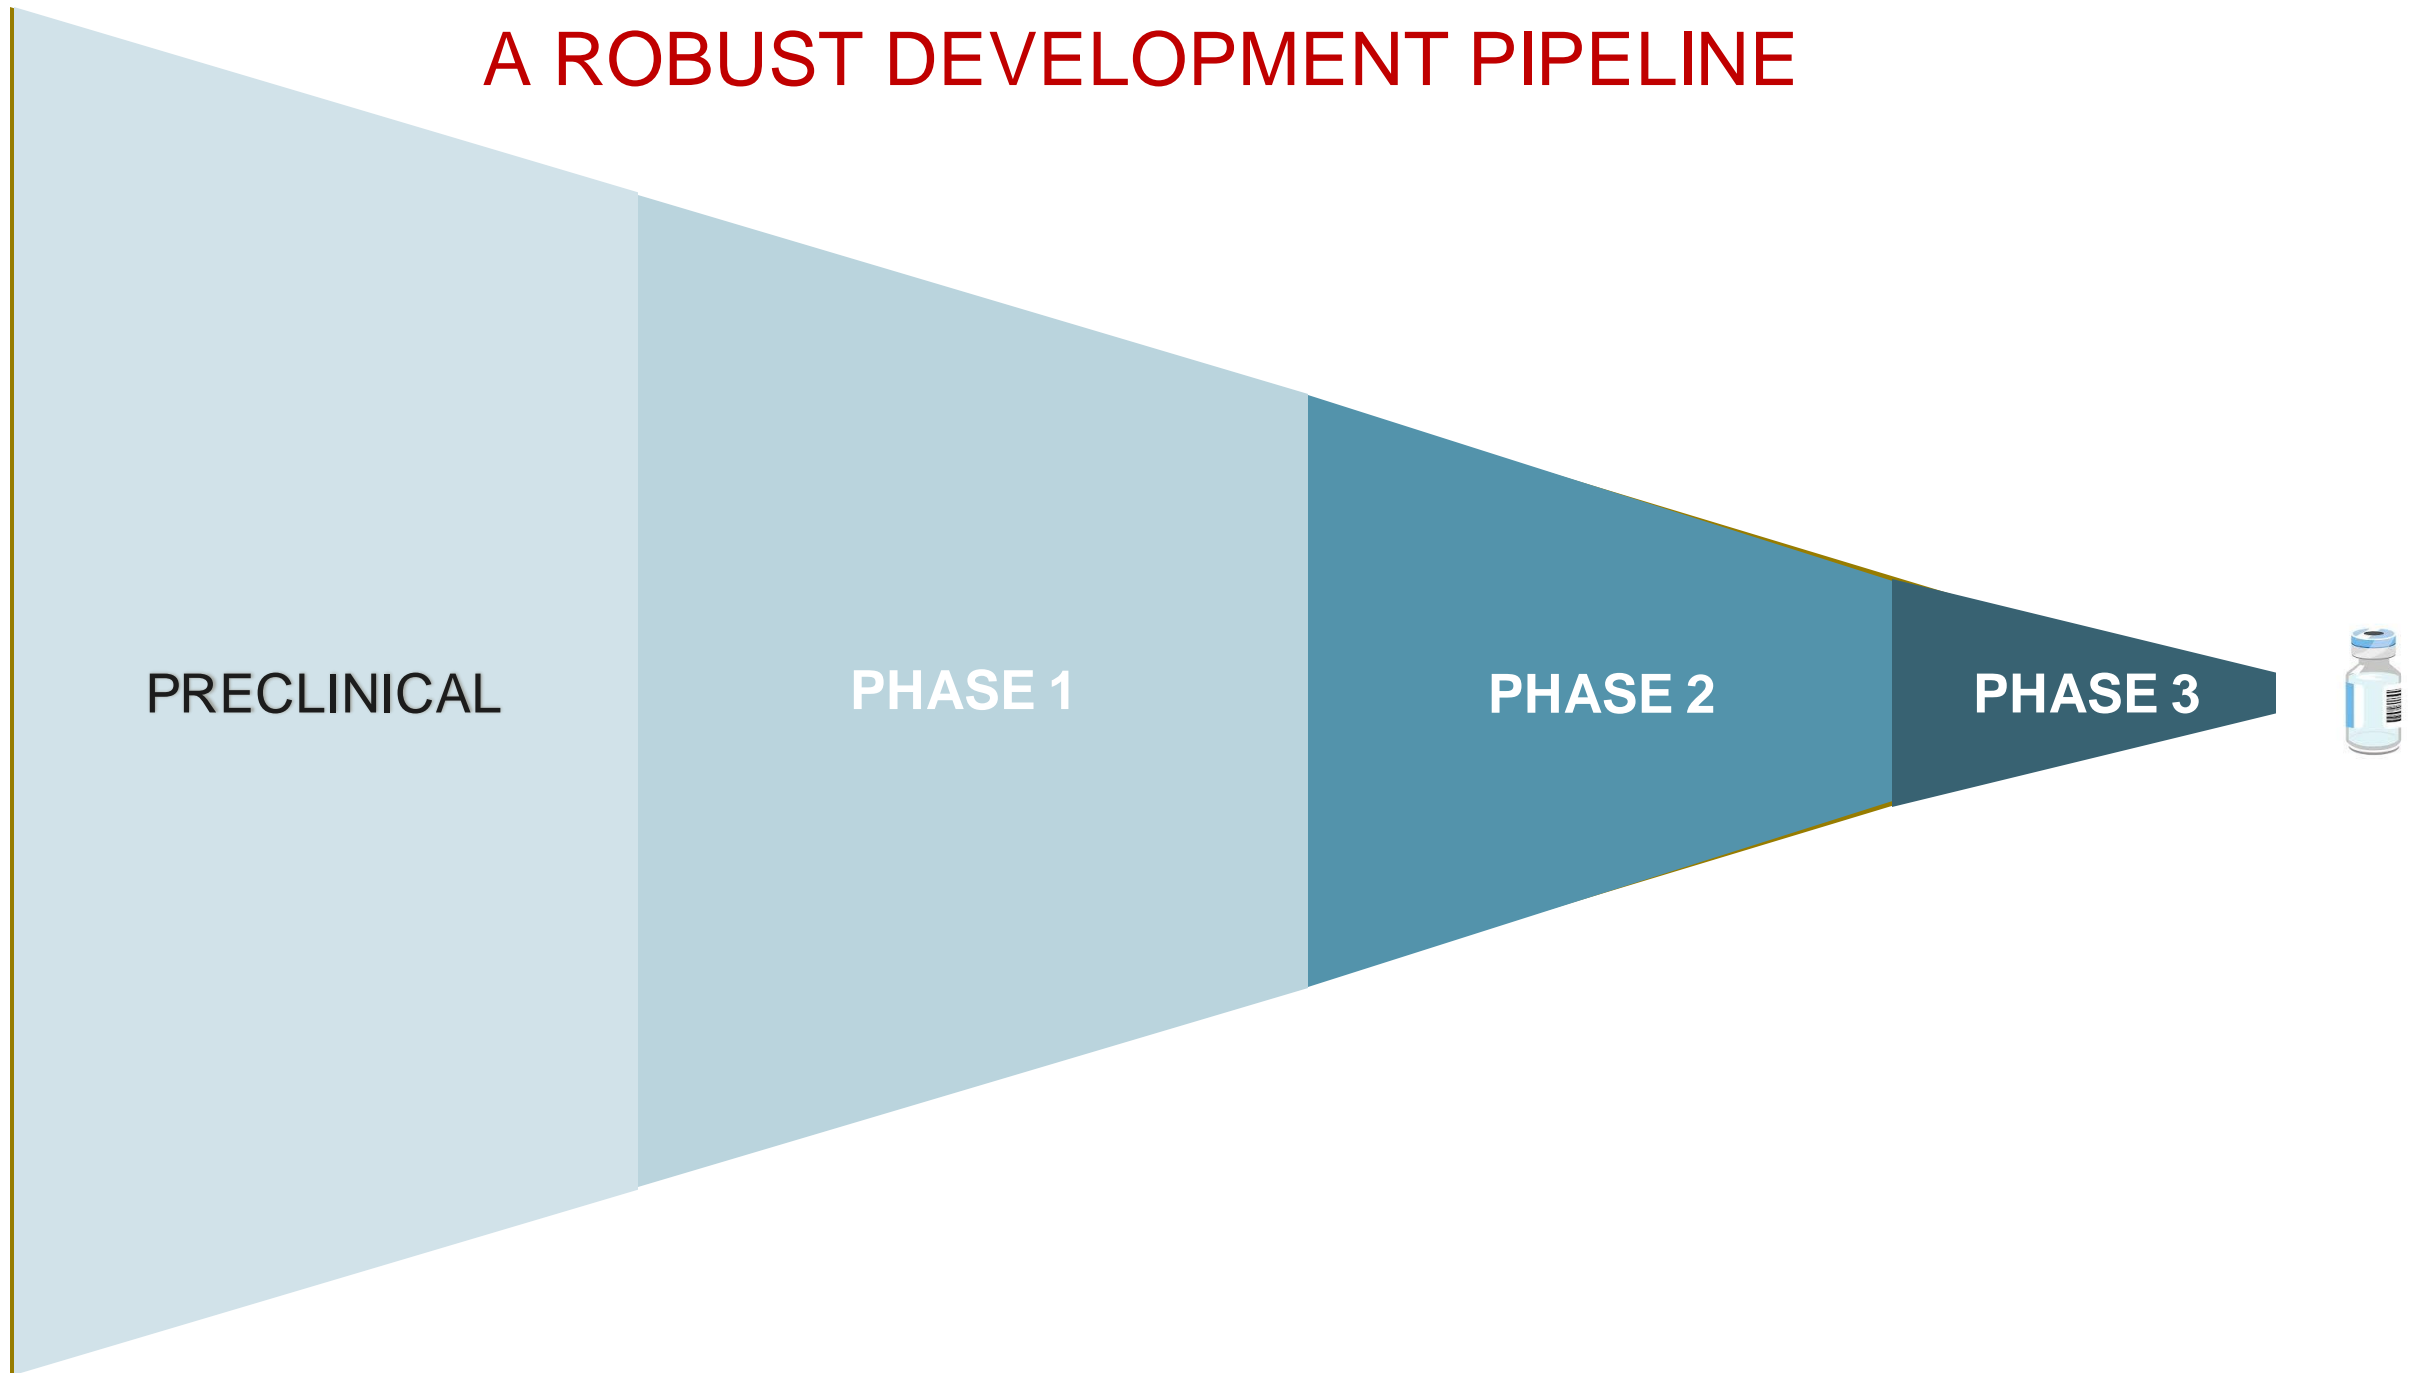 A ROBUST DEVELOPMENT PIPELINE
PRECLINICAL
PHASE 1
PHASE 2
PHASE 3